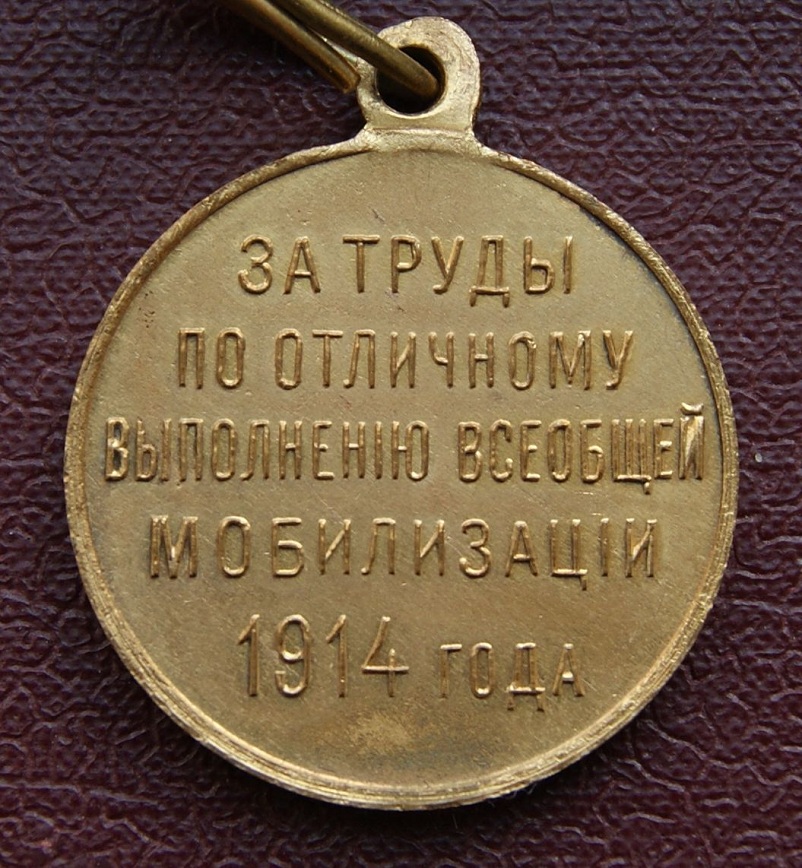 ЗА ТРУДЫ
ПО ОТЛИЧНОМУ
ВЫПОЛНЕНІЮ ВСЕОБЩЕЙ
МОБИЛИЗАЦІИ
1914 ГОДА